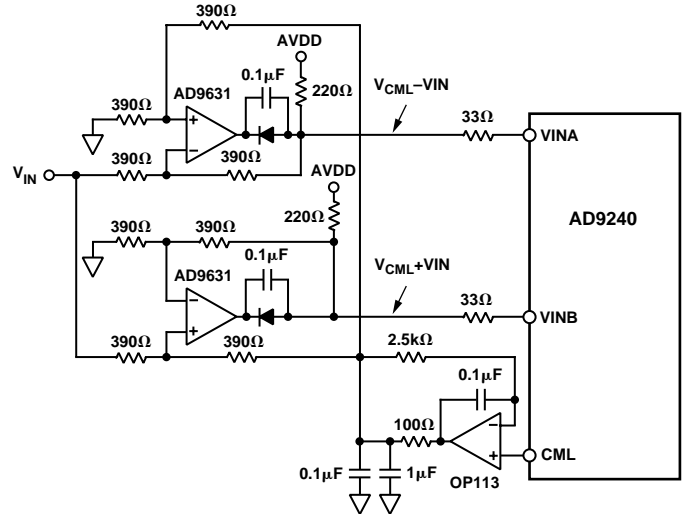 390Ω
AVDD
0.1μF
AD9631
220Ω
390Ω
V_CML–VIN
33Ω
VINA
390Ω
390Ω
V_IN
AVDD
AD9240
220Ω
390Ω
390Ω
0.1μF
AD9631
V_CML+VIN
33Ω
VINB
390Ω
390Ω
2.5kΩ
0.1μF
100Ω
CML
0.1μF
1μF
OP113